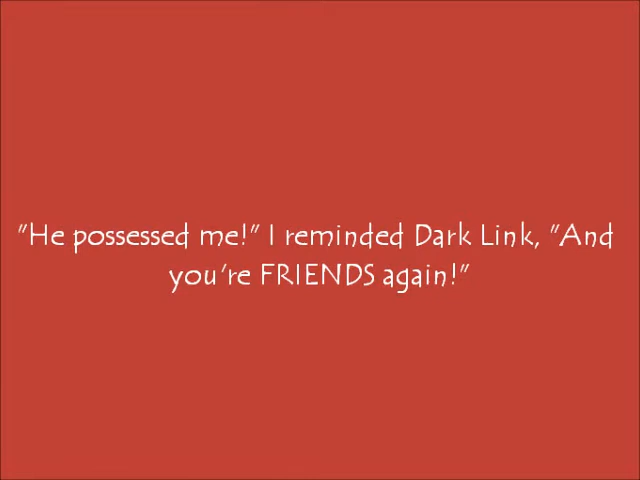 "He possessed me!" I reminded Dark Link, "And
you're FRIENDS again!"